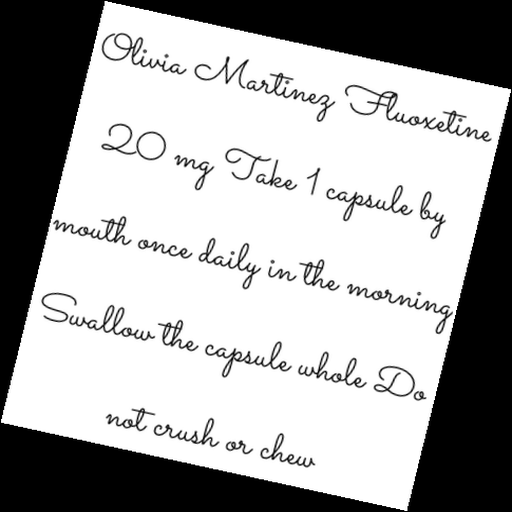 Olivia Martinez Fluoxetine
20 mg Take 1 capsule by
mouth once daily in the morning
Swallow the capsule whole Do
not crush or chew